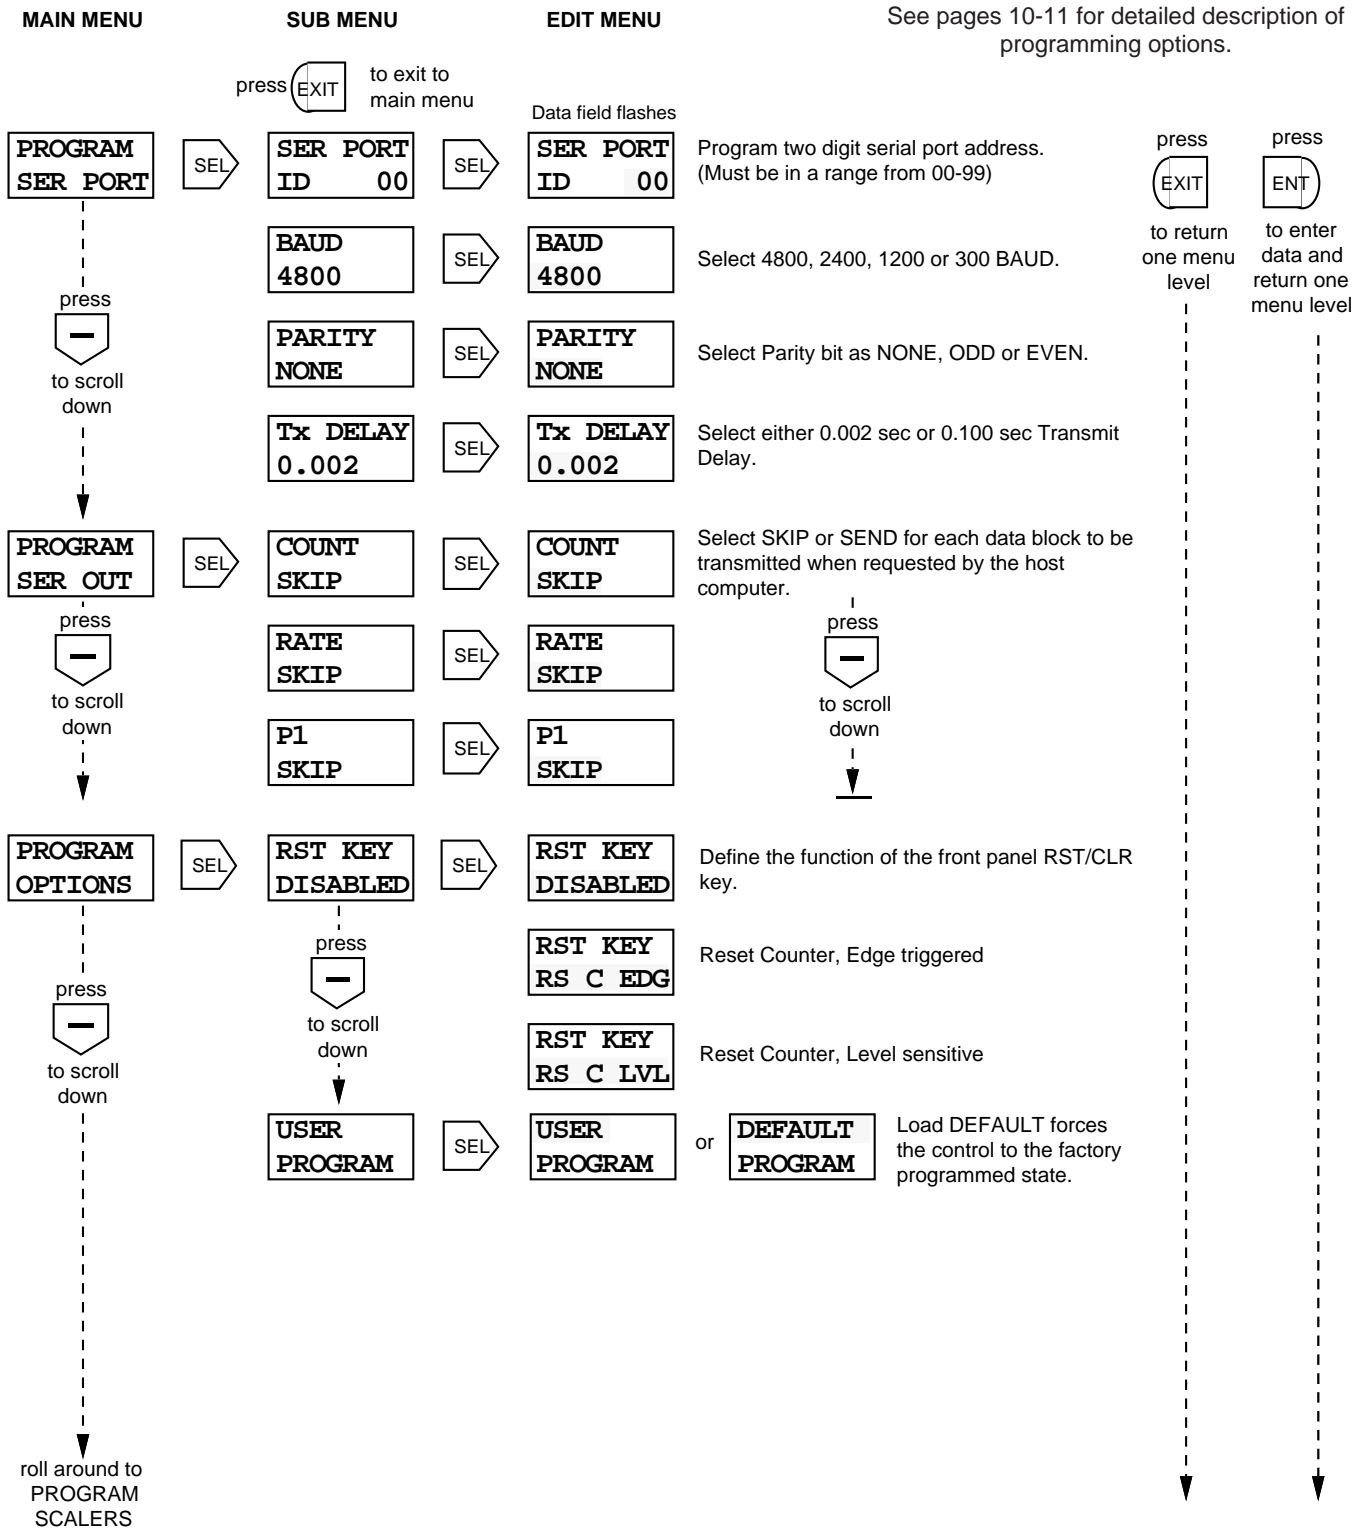 MAIN MENU
SUB MENU
EDIT MENU
See pages 10-11 for detailed description of
programming options.
press EXIT to exit to
main menu
Data field flashes
PROGRAM
SER PORT
SEL
SER PORT
ID 00
SEL
SER PORT
ID 00
Program two digit serial port address.
(Must be in a range from 00-99)
press
EXIT
to return
one menu
level
press
ENT
to enter
data and
return one
menu level
BAUD
4800
SEL
BAUD
4800
Select 4800, 2400, 1200 or 300 BAUD.
press
to scroll
down
PARITY
NONE
SEL
PARITY
NONE
Select Parity bit as NONE, ODD or EVEN.
Tx DELAY
0.002
SEL
Tx DELAY
0.002
Select either 0.002 sec or 0.100 sec Transmit
Delay.
PROGRAM
SER OUT
SEL
COUNT
SKIP
SEL
COUNT
SKIP
Select SKIP or SEND for each data block to be
transmitted when requested by the host
computer.
press
to scroll
down
RATE
SKIP
SEL
RATE
SKIP
press
to scroll
down
P1
SKIP
SEL
P1
SKIP
PROGRAM
OPTIONS
SEL
RST KEY
DISABLED
SEL
RST KEY
DISABLED
Define the function of the front panel RST/CLR
key.
press
to scroll
down
press
to scroll
down
RST KEY
RS C EDG
Reset Counter, Edge triggered
RST KEY
RS C LVL
Reset Counter, Level sensitive
USER
PROGRAM
SEL
USER
PROGRAM
or
DEFAULT
PROGRAM
Load DEFAULT forces
the control to the factory
programmed state.
roll around to
PROGRAM
SCALERS